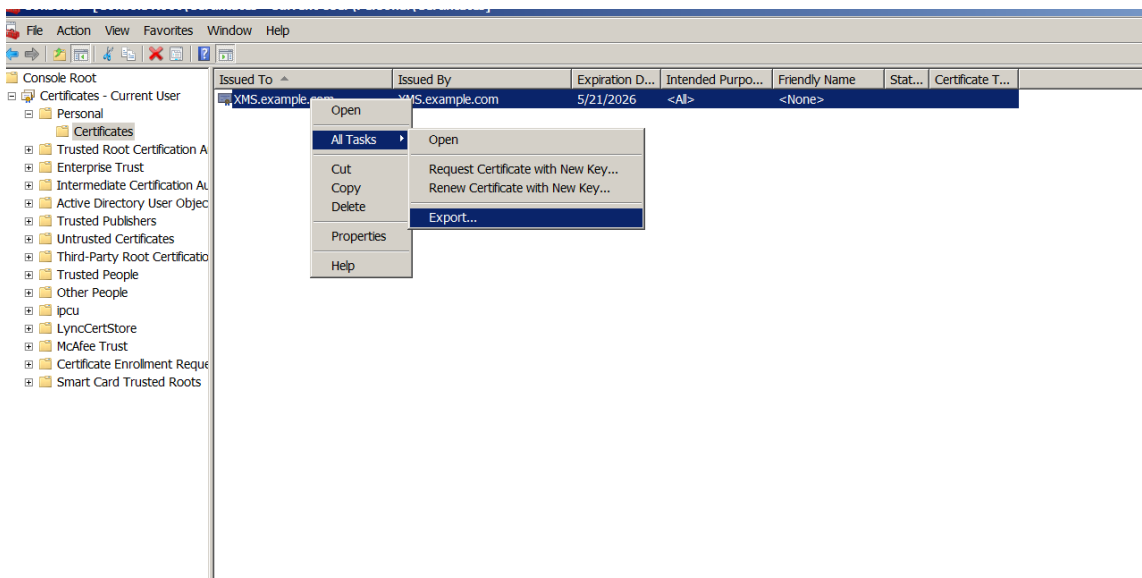 File Action View Favorites Window Help
Console Root
Certificates - Current User
Personal
Certificates
Trusted Root Certification A
Enterprise Trust
Intermediate Certification Au
Active Directory User Objec
Trusted Publishers
Untrusted Certificates
Third-Party Root Certificatio
Trusted People
Other People
ipcu
LyncCertStore
McAfee Trust
Certificate Enrollment Reque
Smart Card Trusted Roots
Issued To Issued By Expiration D... Intended Purpo... Friendly Name Stat... Certificate T...
XMS.example.com XMS.example.com 5/21/2026 <All> <None>
Open
All Tasks
Cut
Copy
Delete
Properties
Help
Open
Request Certificate with New Key...
Renew Certificate with New Key...
Export...